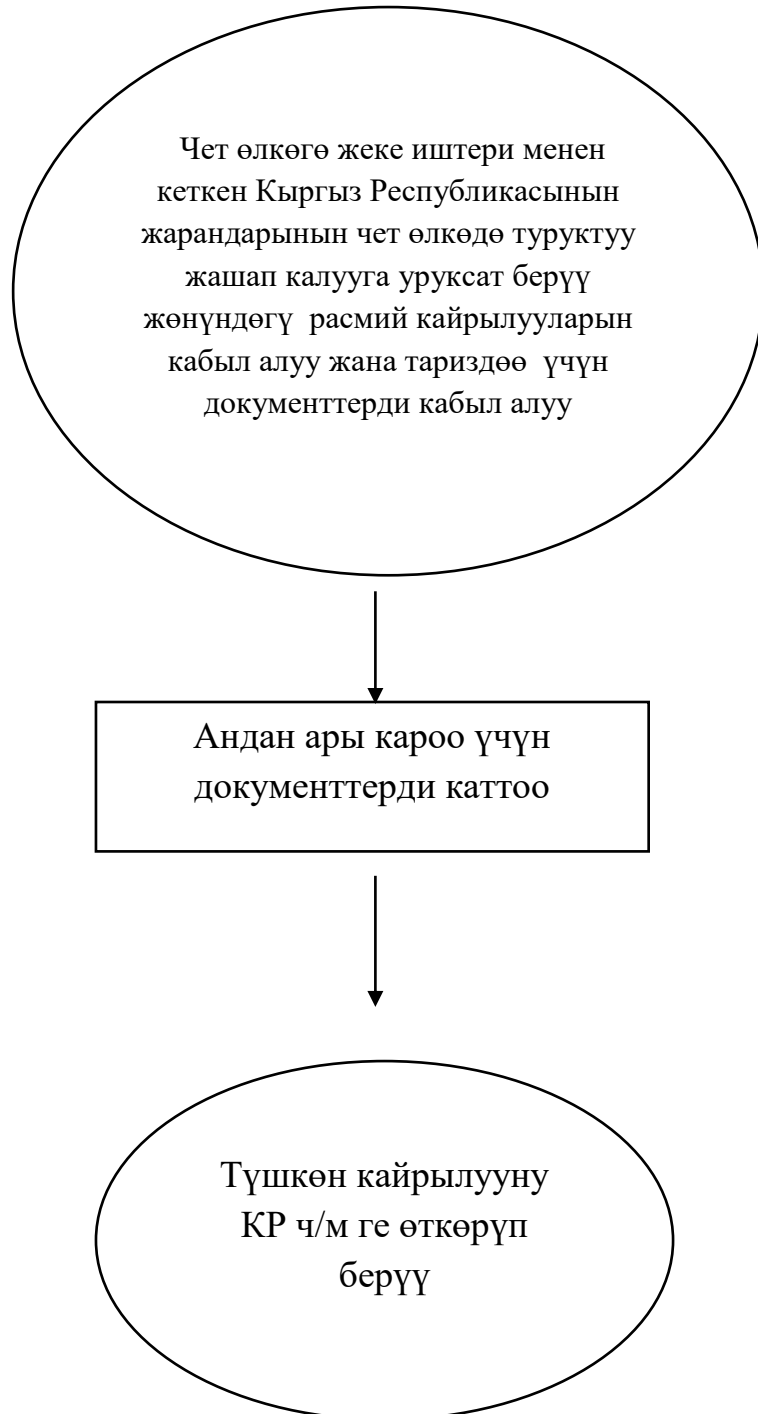 Чет өлкөгө жеке иштери менен
кеткен Кыргыз Республикасынын
жарандарынын чет өлкөдө туруктуу
жашап калууга уруксат берүү
жөнүндөгү расмий кайрылууларын
кабыл алуу жана тариздөө үчүн
документтерди кабыл алуу
Андан ары кароо үчүн
документтерди каттоо
Түшкөн кайрылууну
КР ч/м ге өткөрүп
берүү